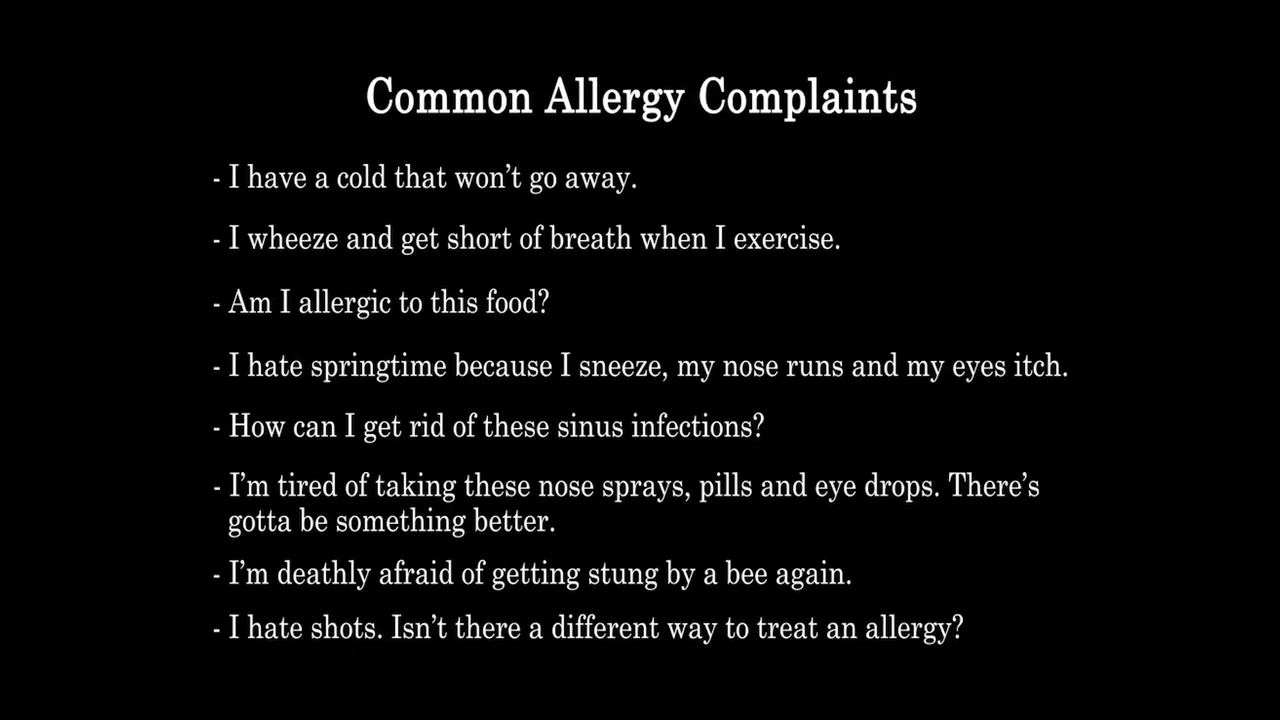 Common Allergy Complaints
- I have a cold that won’t go away.
- I wheeze and get short of breath when I exercise.
- Am I allergic to this food?
- I hate springtime because I sneeze, my nose runs and my eyes itch.
- How can I get rid of these sinus infections?
- I’m tired of taking these nose sprays, pills and eye drops. There’s
gotta be something better.
- I’m deathly afraid of getting stung by a bee again.
- I hate shots. Isn’t there a different way to treat an allergy?